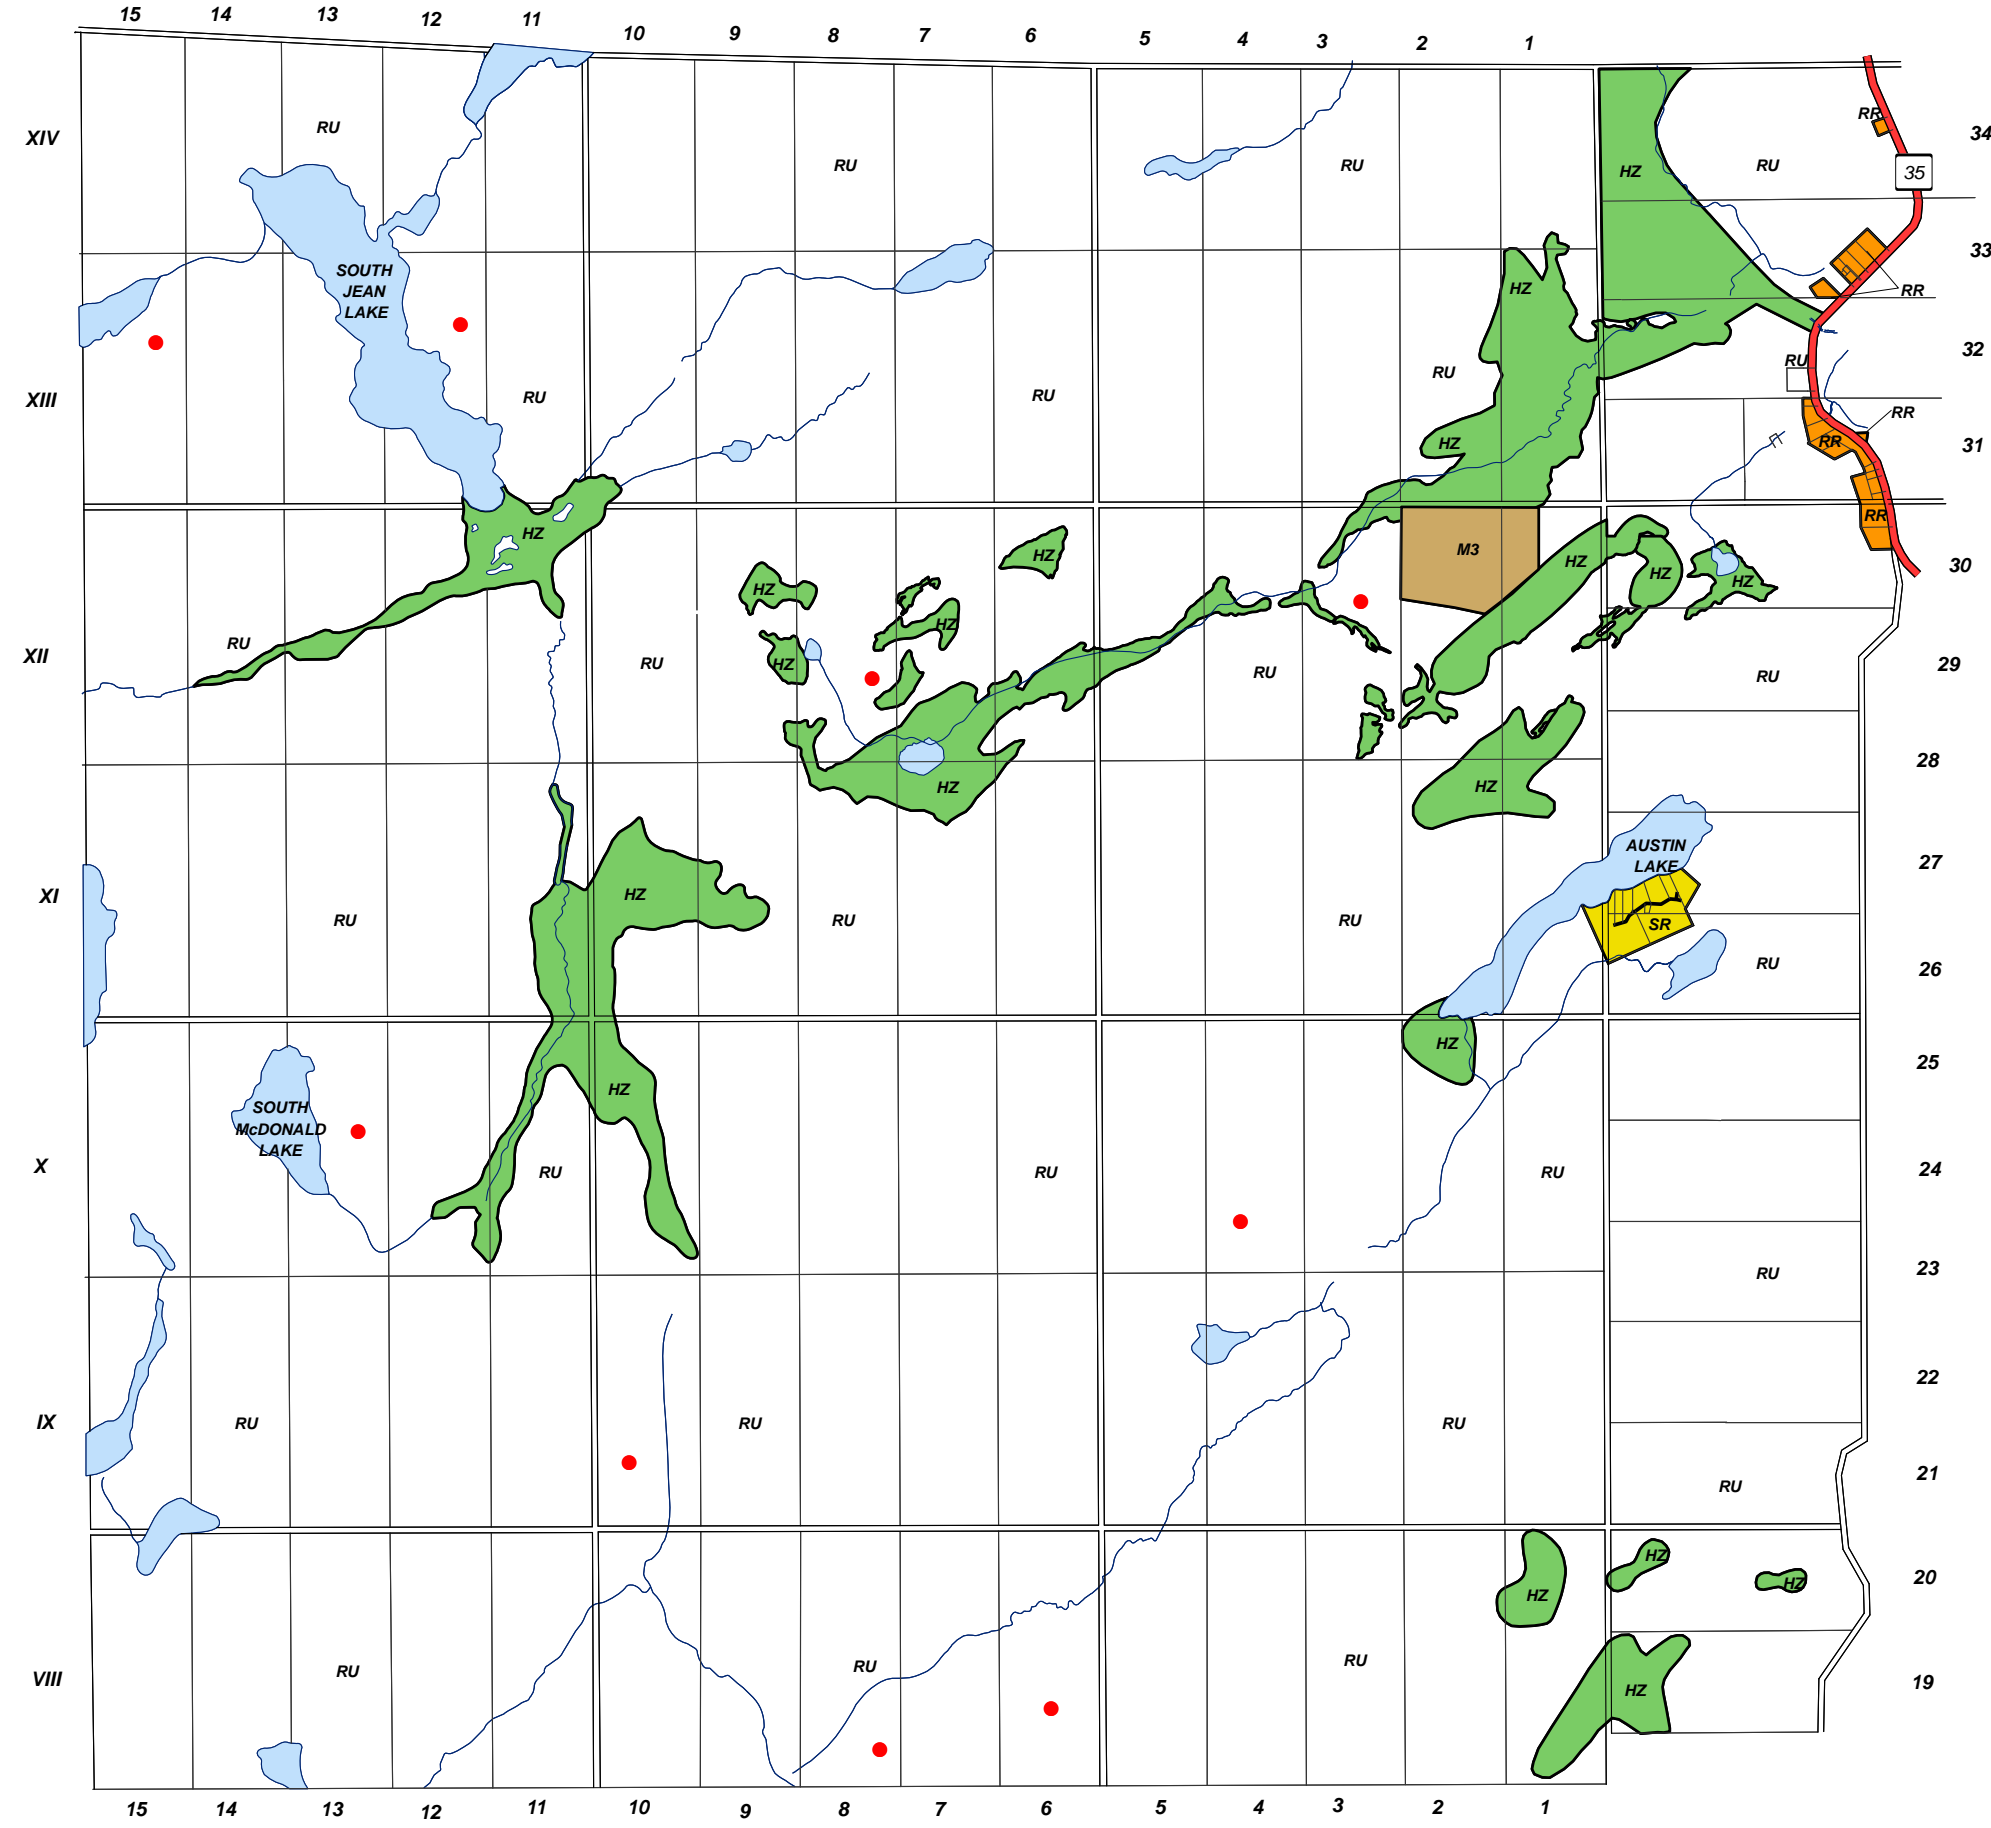 15 14 13 12 11 10 9 8 7 6 5 4 3 2 1
RR
XIV RU RU RU HZ RU 34
35
33
SOUTH
JEAN
LAKE
HZ
RR
32
RU
RU
XIII RU RU
RR
HZ RR 31
RR
HZ M3
HZ HZ HZ HZ 30
HZ
HZ
RU
XII RU HZ RU RU 29
28
HZ HZ
AUSTIN
LAKE
27
XI HZ
RU RU RU SR
RU 26
HZ 25
HZ
SOUTH
McDONALD
LAKE
X RU RU RU 24
RU 23
22
IX RU RU RU
RU 21
HZ
HZ HZ 20
VIII RU RU RU HZ 19
15 14 13 12 11 10 9 8 7 6 5 4 3 2 1